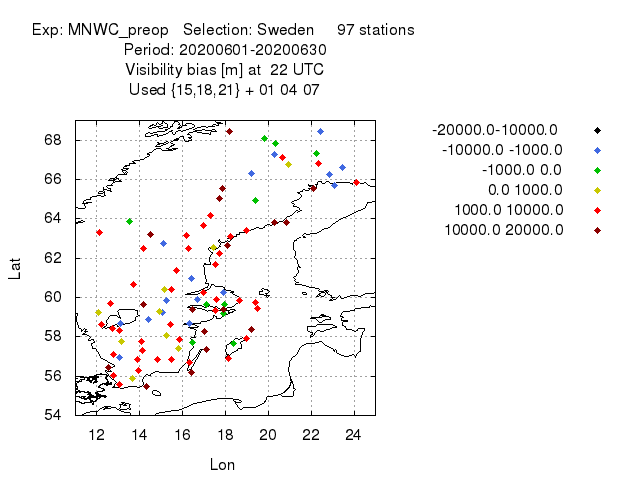 Exp: MNWC_preop   Selection: Sweden     97 stations
Period: 20200601-20200630
Visibility bias [m] at  22 UTC
Used {15,18,21} + 01 04 07
-20000.0-10000.0
-10000.0 -1000.0
-1000.0 0.0
0.0 1000.0
1000.0 10000.0
10000.0 20000.0
68
66
64
62
60
58
56
54
Lat
12 14 16 18 20 22 24
Lon